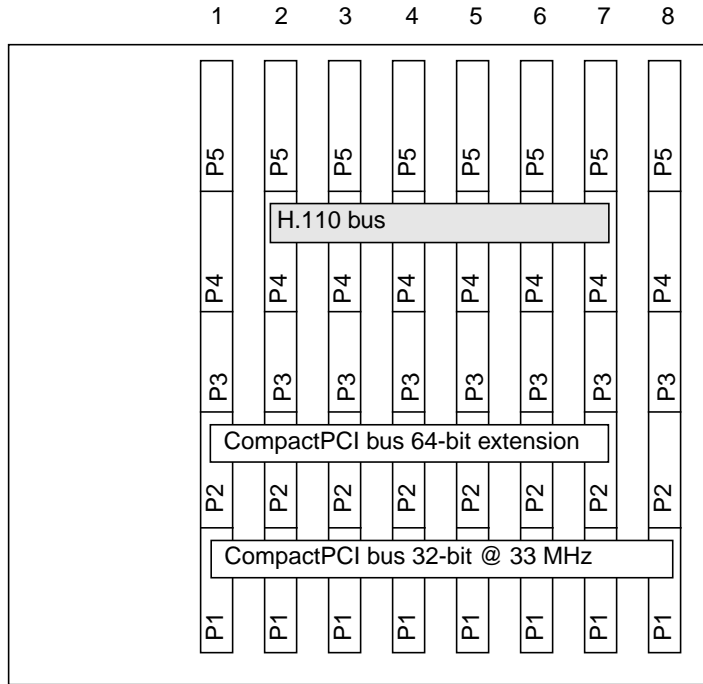 1 2 3 4 5 6 7 8
P5 P5 P5 P5 P5 P5 P5 P5
H.110 bus
P4 P4 P4 P4 P4 P4 P4 P4
P3 P3 P3 P3 P3 P3 P3 P3
CompactPCI bus 64-bit extension
P2 P2 P2 P2 P2 P2 P2 P2
CompactPCI bus 32-bit @ 33 MHz
P1 P1 P1 P1 P1 P1 P1 P1